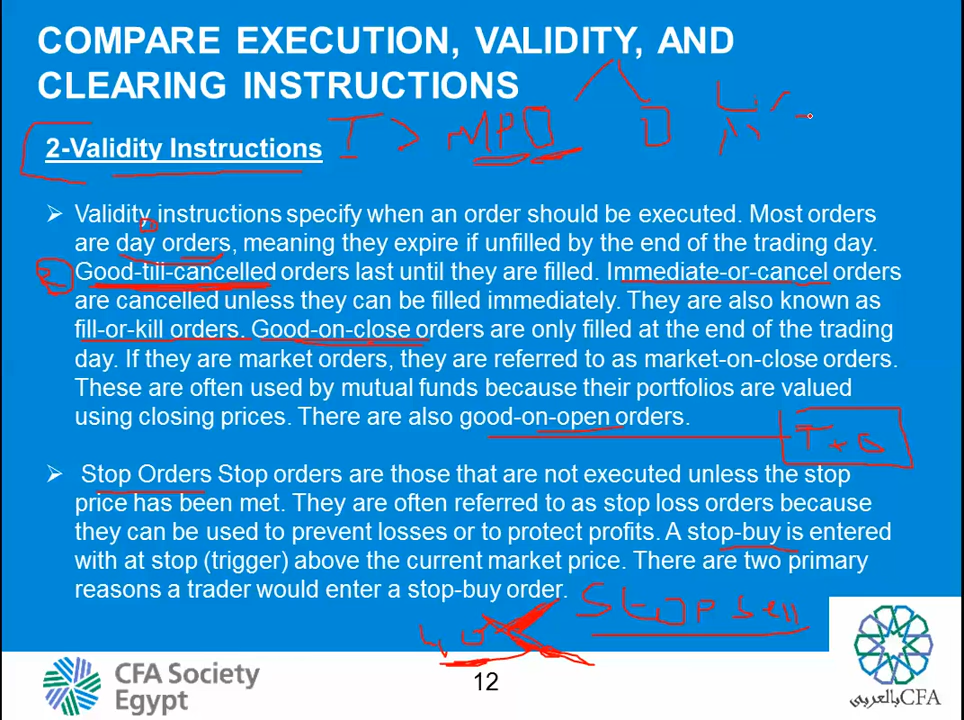 COMPARE EXECUTION, VALIDITY, AND
CLEARING INSTRUCTIONS
T > MPO
2-Validity Instructions
➢ Validity instructions specify when an order should be executed. Most orders
are day orders, meaning they expire if unfilled by the end of the trading day.
Good-till-cancelled orders last until they are filled. Immediate-or-cancel orders
are cancelled unless they can be filled immediately. They are also known as
fill-or-kill orders. Good-on-close orders are only filled at the end of the trading
day. If they are market orders, they are referred to as market-on-close orders.
These are often used by mutual funds because their portfolios are valued
using closing prices. There are also good-on-open orders.
➢ Stop Orders Stop orders are those that are not executed unless the stop
price has been met. They are often referred to as stop loss orders because
they can be used to prevent losses or to protect profits. A stop-buy is entered
with at stop (trigger) above the current market price. There are two primary
reasons a trader would enter a stop-buy order.
Stop sell
CFA Society
Egypt
12
CFAبالعربي